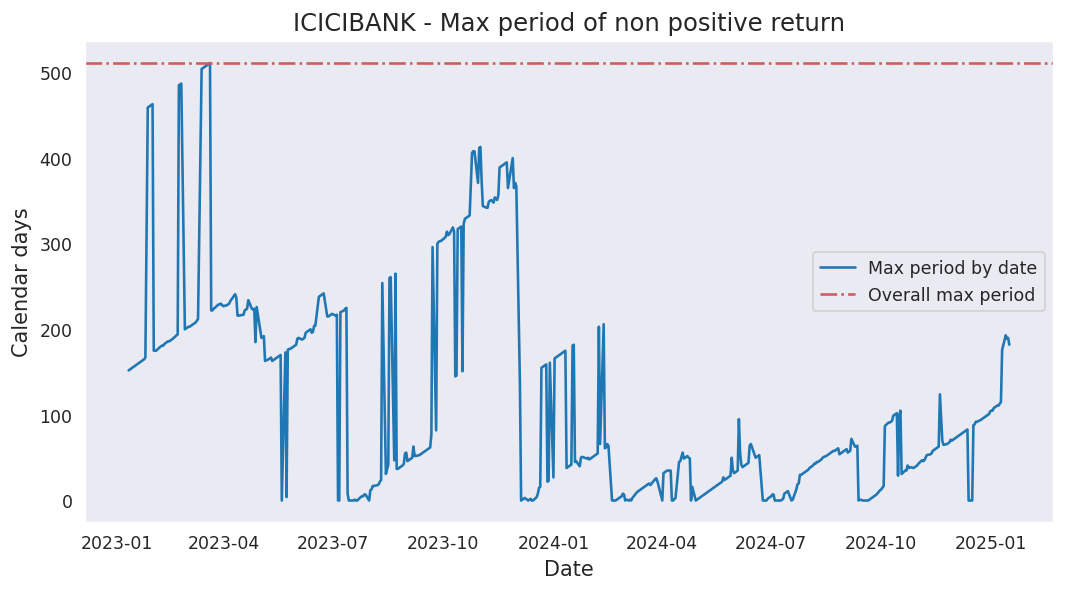 ICICIBANK - Max period of non positive return
Calendar days
500
400
300
200
100
0
Max period by date
Overall max period
2023-01 2023-04 2023-07 2023-10 2024-01 2024-04 2024-07 2024-10 2025-01
Date